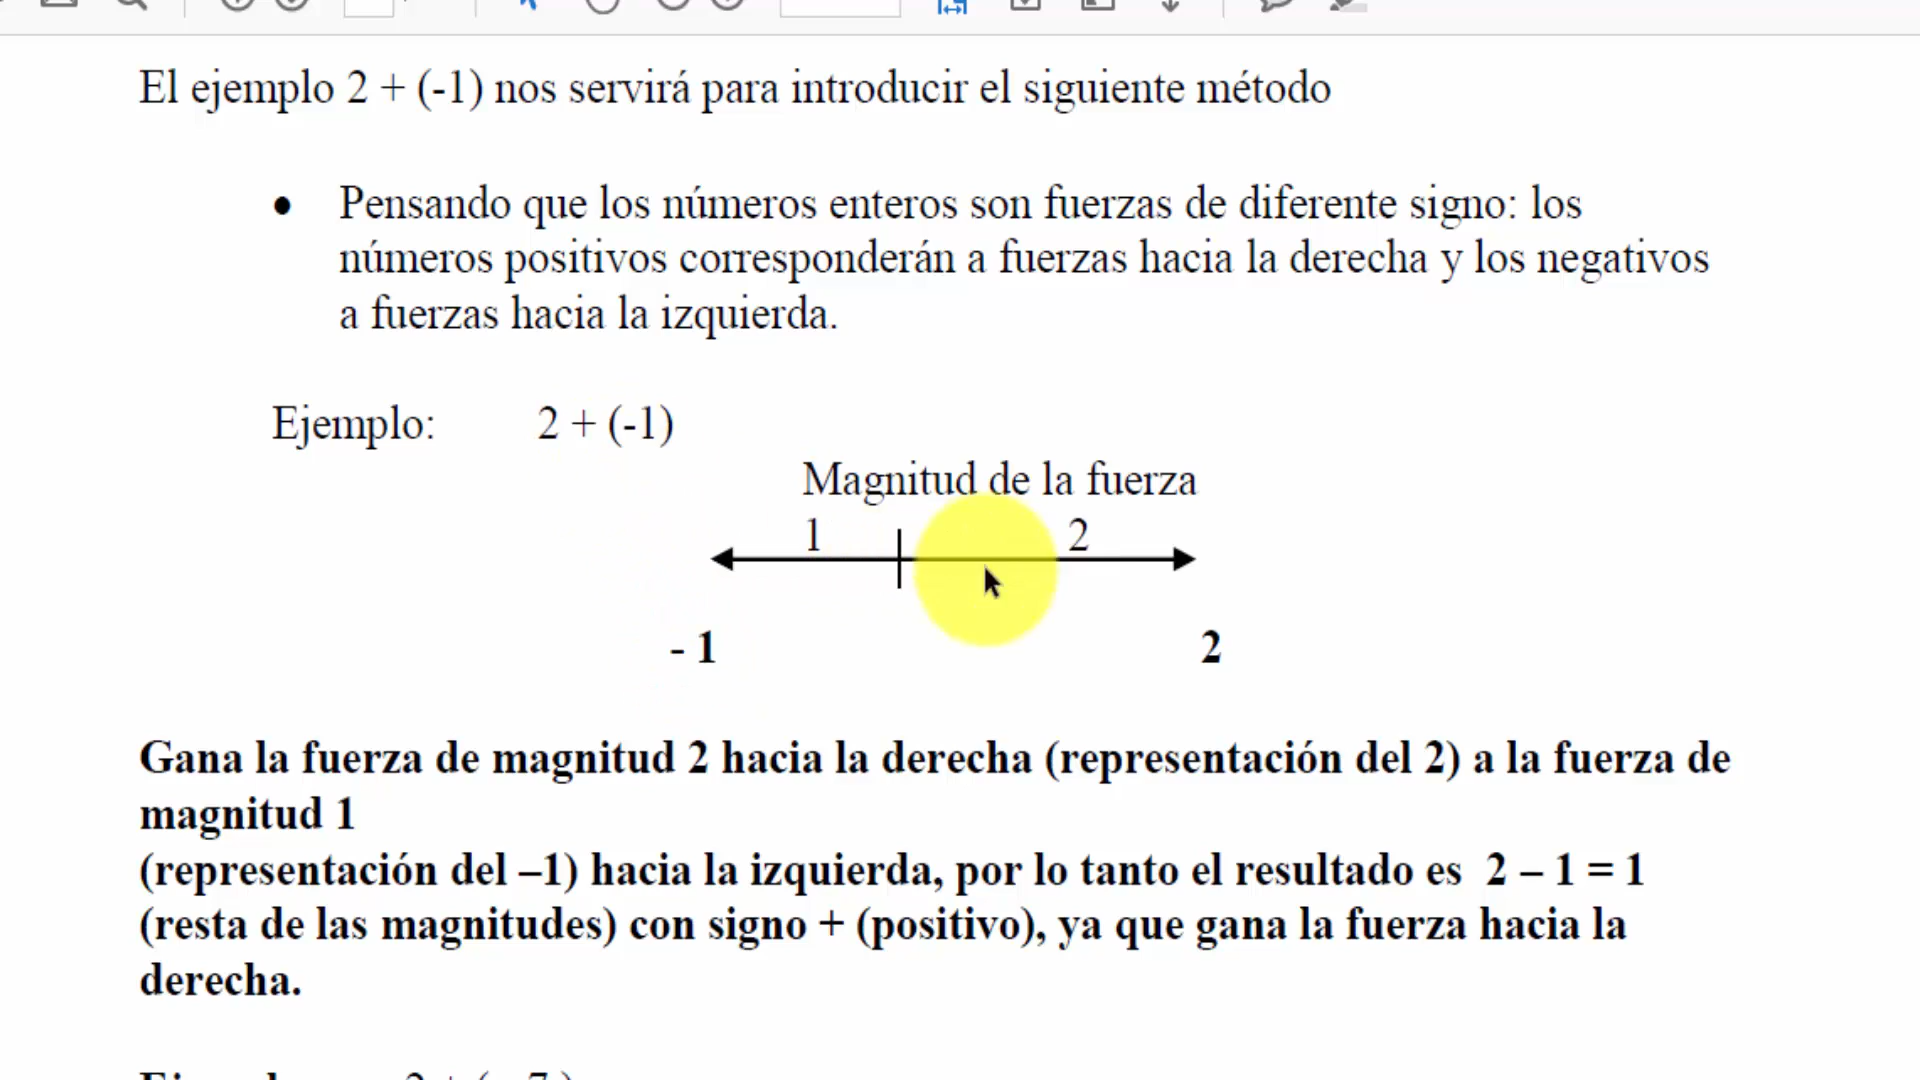 El ejemplo 2 + (-1) nos servirá para introducir el siguiente método
• Pensando que los números enteros son fuerzas de diferente signo: los
números positivos corresponderán a fuerzas hacia la derecha y los negativos
a fuerzas hacia la izquierda.
Ejemplo: 2 + (-1)
Magnitud de la fuerza
1 2
- 1 2
Gana la fuerza de magnitud 2 hacia la derecha (representación del 2) a la fuerza de
magnitud 1
(representación del –1) hacia la izquierda, por lo tanto el resultado es 2 – 1 = 1
(resta de las magnitudes) con signo + (positivo), ya que gana la fuerza hacia la
derecha.